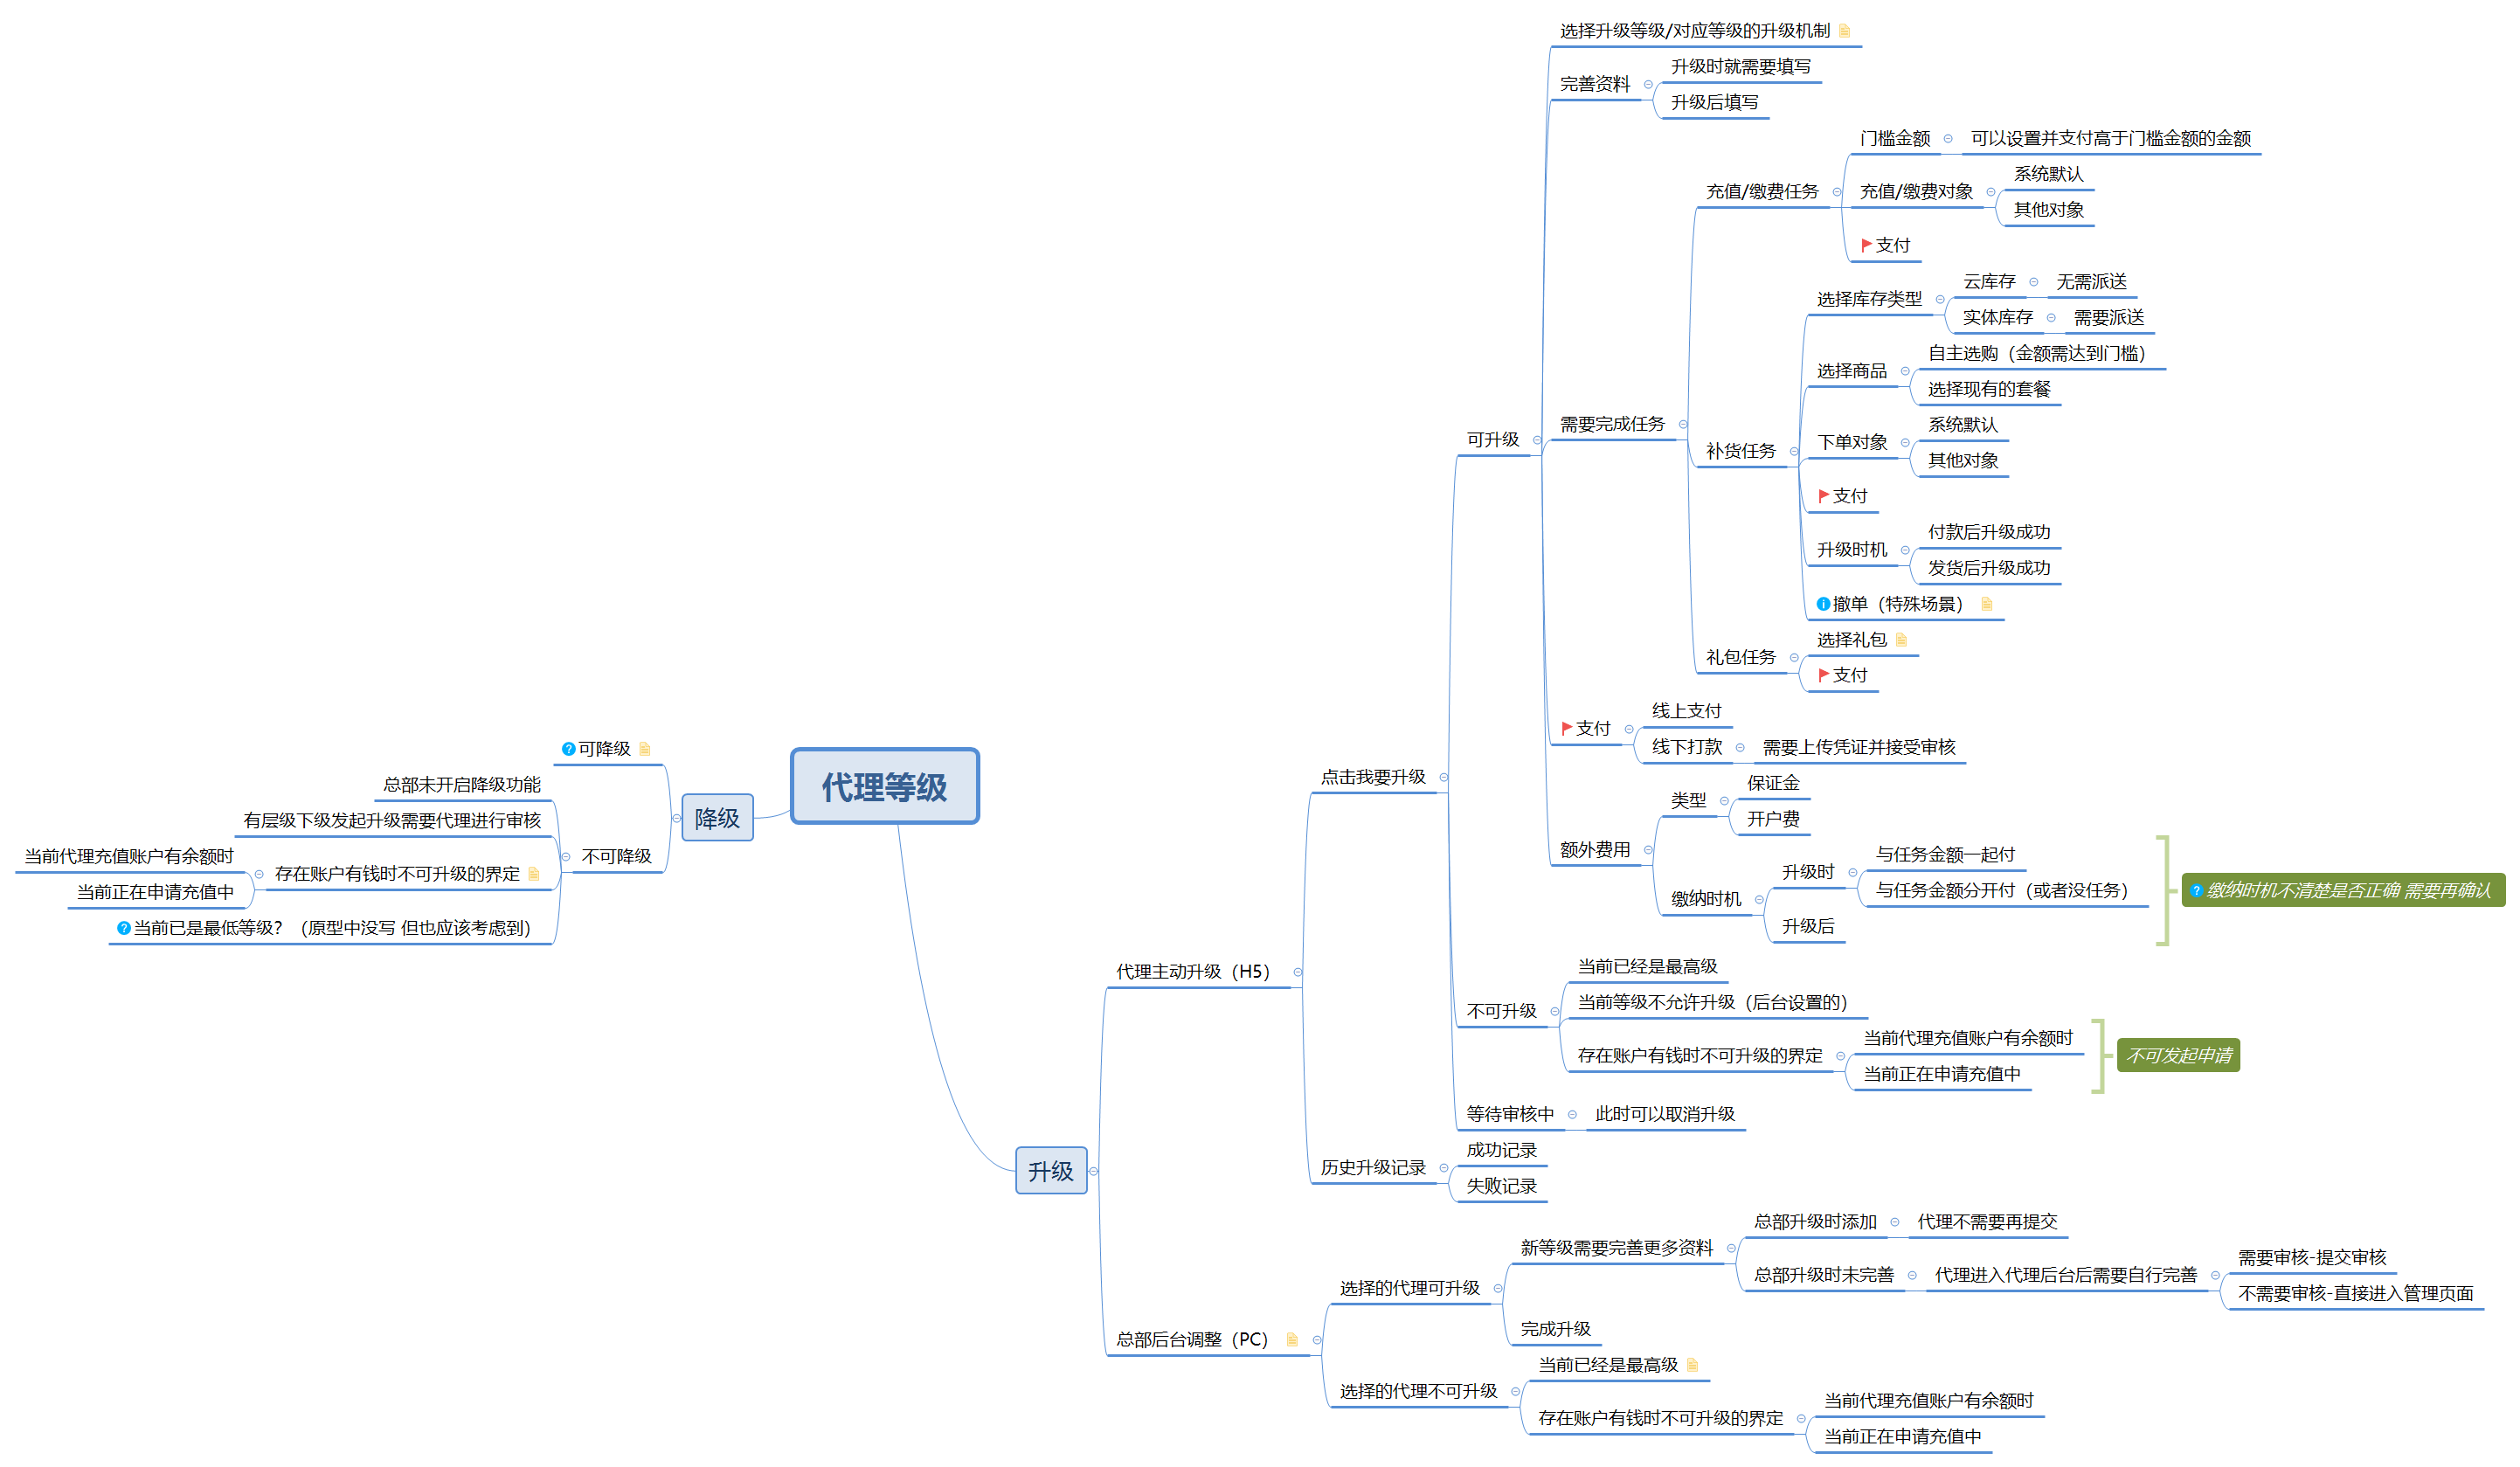 代理等级
升级
代理主动升级（H5）
点击我要升级
可升级
选择升级等级/对应等级的升级机制
完善资料
升级时就需要填写
升级后填写
需要完成任务
充值/缴费任务
门槛金额
可以设置并支付高于门槛金额的金额
充值/缴费对象
系统默认
其他对象
支付
补货任务
选择库存类型
云库存
无需派送
实体库存
需要派送
选择商品
自主选购（金额需达到门槛）
选择现有的套餐
下单对象
系统默认
其他对象
支付
升级时机
付款后升级成功
发货后升级成功
撤单（特殊场景）
礼包任务
选择礼包
支付
支付
线上支付
线下打款
需要上传凭证并接受审核
额外费用
类型
保证金
开户费
缴纳时机
升级时
与任务金额一起付
与任务金额分开付（或者没任务）
升级后
缴纳时机不清楚是否正确 需要再确认
不可升级
当前已经是最高级
当前等级不允许升级（后台设置的）
存在账户有钱时不可升级的界定
当前代理充值账户有余额时
当前正在申请充值中
不可发起申请
等待审核中
此时可以取消升级
历史升级记录
成功记录
失败记录
总部后台调整（PC）
选择的代理可升级
新等级需要完善更多资料
总部升级时添加
代理不需要再提交
总部升级时未完善
代理进入代理后台后需要自行完善
需要审核-提交审核
不需要审核-直接进入管理页面
完成升级
选择的代理不可升级
当前已经是最高级
存在账户有钱时不可升级的界定
当前代理充值账户有余额时
当前正在申请充值中
降级
可降级
不可降级
总部未开启降级功能
有层级下级发起升级需要代理进行审核
存在账户有钱时不可升级的界定
当前代理充值账户有余额时
当前正在申请充值中
当前已是最低等级？（原型中没写 但也应该考虑到）